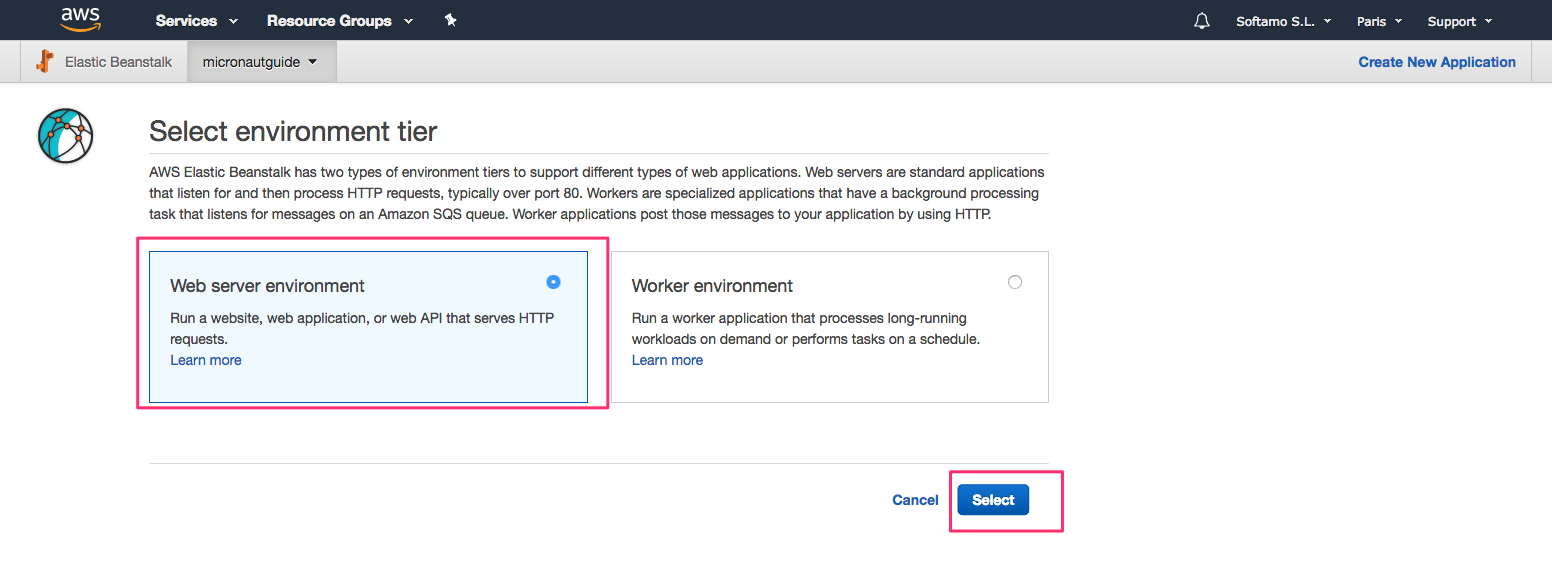 aws Services Resource Groups Softamo S.L. Paris Support
Elastic Beanstalk micronautguide Create New Application
Select environment tier
AWS Elastic Beanstalk has two types of environment tiers to support different types of web applications. Web servers are standard applications
that listen for and then process HTTP requests, typically over port 80. Workers are specialized applications that have a background processing
task that listens for messages on an Amazon SQS queue. Worker applications post those messages to your application by using HTTP.
Web server environment
Run a website, web application, or web API that serves HTTP
requests.
Learn more
Worker environment
Run a worker application that processes long-running
workloads on demand or performs tasks on a schedule.
Learn more
Cancel Select